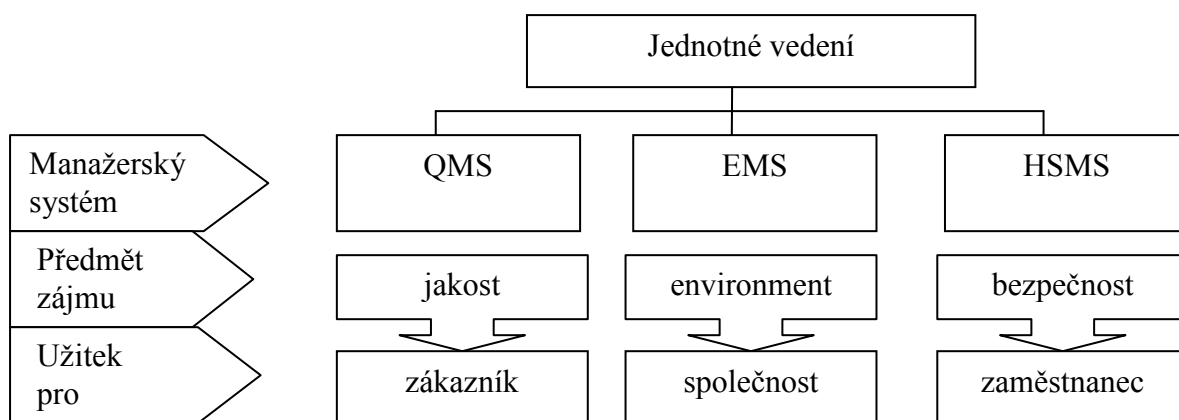 Jednotné vedení
Manažerský
systém
QMS
EMS
HSMS
Předmět
zájmu
jakost
environment
bezpečnost
Užitek
pro
zákazník
společnost
zaměstnanec